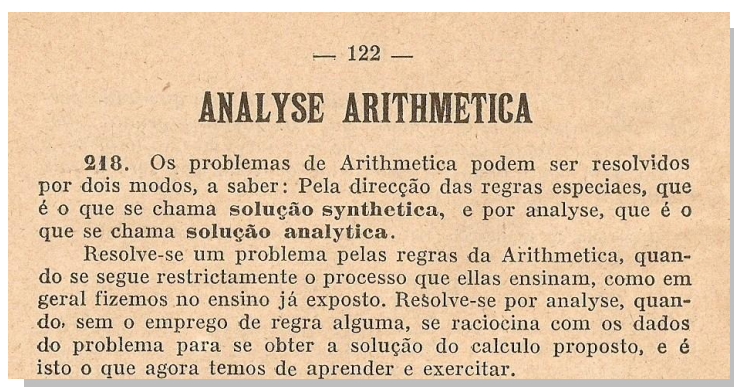 — 122 —
ANALYSE ARITHMETICA
218. Os problemas de Arithmetica podem ser resolvidos
por dois modos, a saber: Pela direcção das regras especiaes, que
é o que se chama solução synthetica, e por analyse, que é o
que se chama solução analytica.
Resolve-se um problema pelas regras da Arithmetica, quan-
do se segue restrictamente o processo que ellas ensinam, como em
geral fizemos no ensino já exposto. Resolve-se por analyse, quan-
do, sem o emprego de regra alguma, se raciocina com os dados
do problema para se obter a solução do calculo proposto, e é
isto o que agora temos de aprender e exercitar.